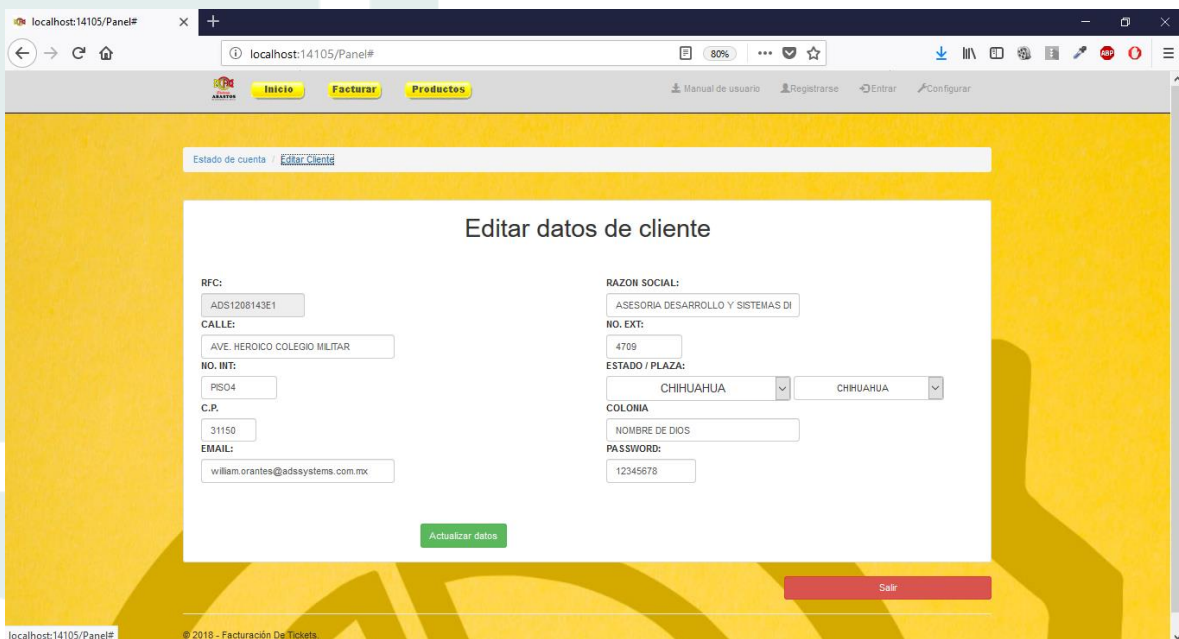 localhost:14105/Panel#
localhost:14105/Panel#
80%
ABP
ABASTOS
Inicio Facturar Productos
Manual de usuario Registrarse Entrar Configurar
Estado de cuenta / Editar Cliente
Editar datos de cliente
RFC:
ADS1208143E1
RAZON SOCIAL:
ASESORIA DESARROLLO Y SISTEMAS DI
CALLE:
AVE. HEROICO COLEGIO MILITAR
NO. EXT:
4709
NO. INT:
PISO4
ESTADO / PLAZA:
CHIHUAHUA CHIHUAHUA
C.P.
31150
COLONIA
NOMBRE DE DIOS
EMAIL:
william.orantes@adssystems.com.mx
PASSWORD:
12345678
Actualizar datos
Salir
localhost:14105/Panel#
© 2018 - Facturación De Tickets